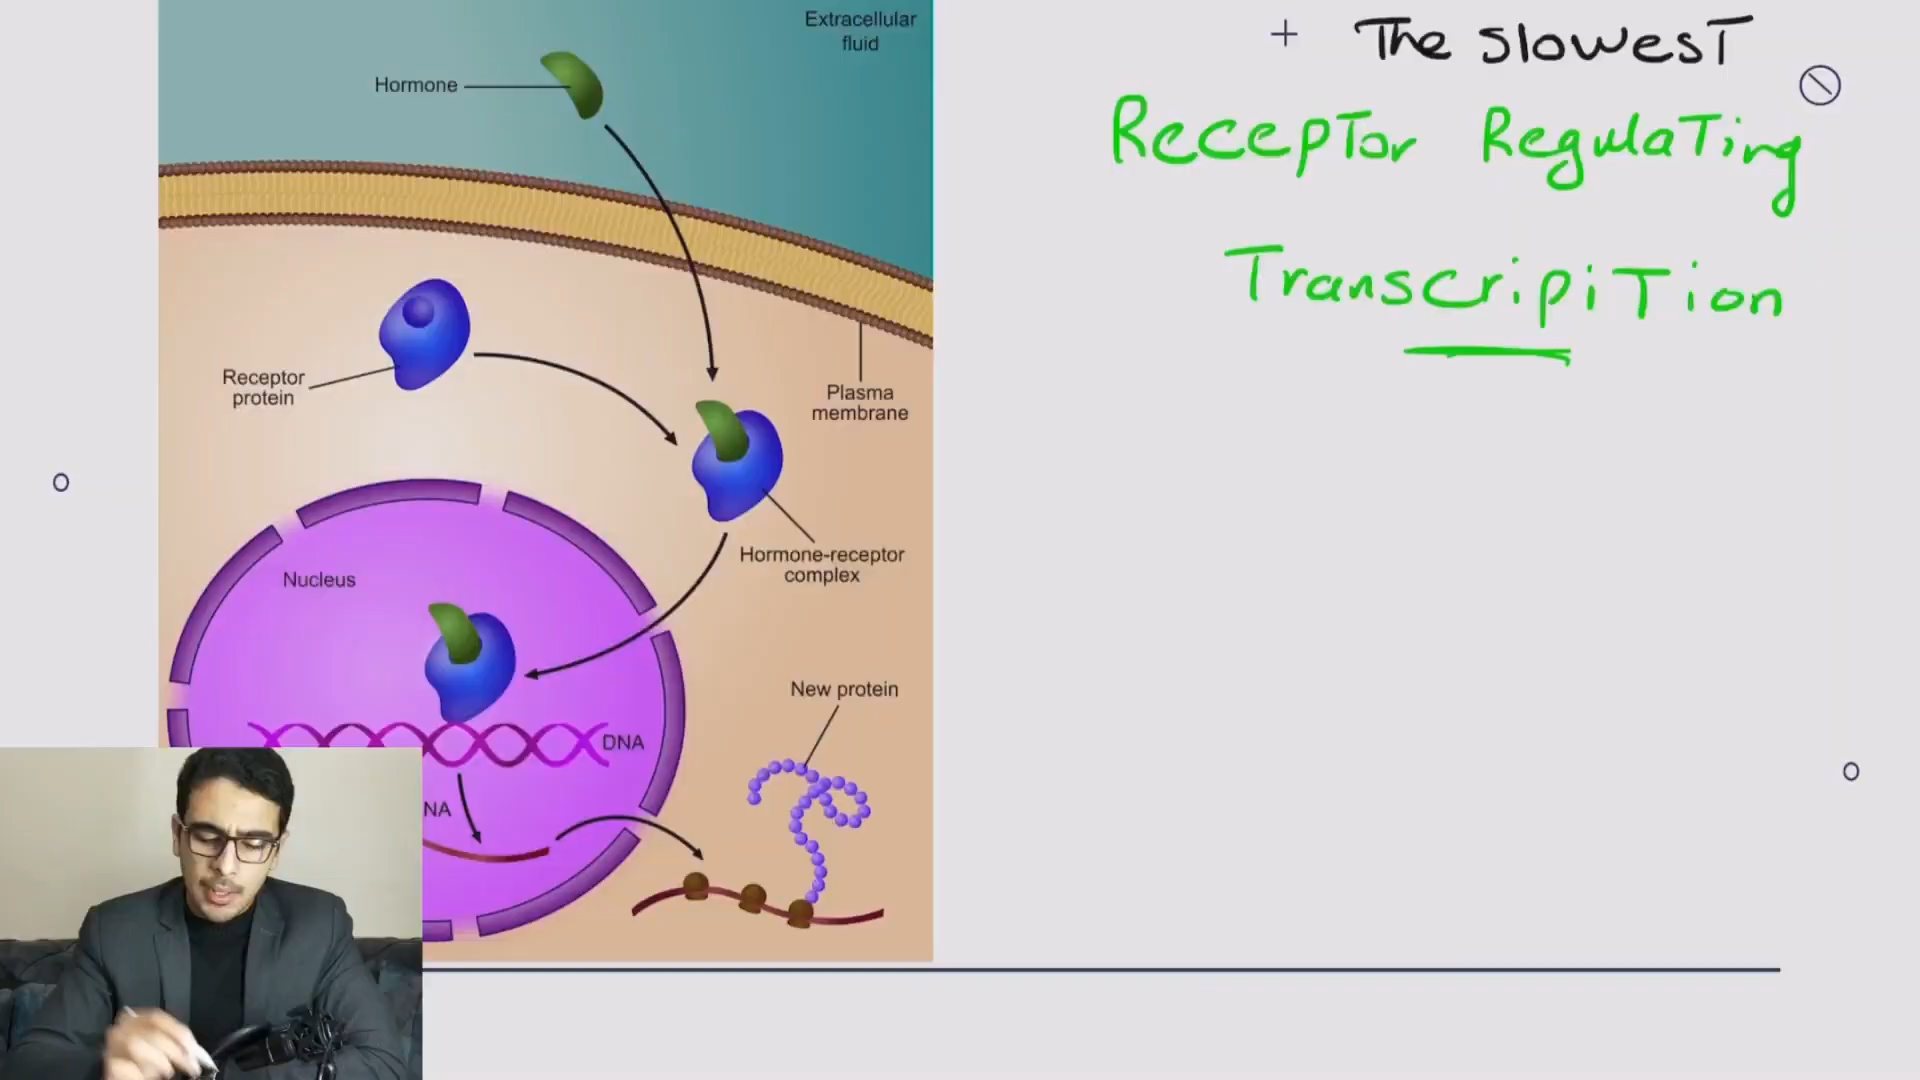 Extracellular
fluid
Hormone
The slowest
Receptor Regulating
Transcripition
Receptor
protein
Plasma
membrane
Hormone-receptor
complex
Nucleus
New protein
DNA
NA